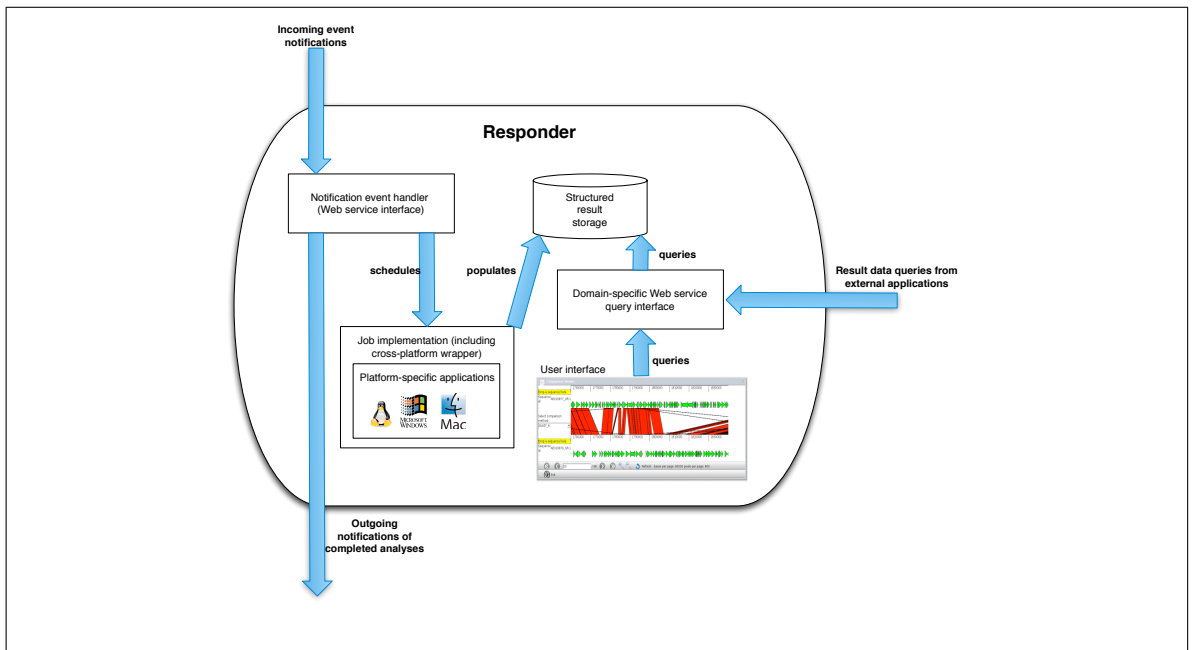 Incoming event
notifications
Responder
Notification event handler
(Web service interface)
Structured
result
storage
schedules
populates
queries
Result data queries from
external applications
Domain-specific Web service
query interface
Job implementation (including
cross-platform wrapper)
queries
User interface
Platform-specific applications
MICROSOFT
WINDOWS
Mac
Outgoing
notifications of
completed analyses